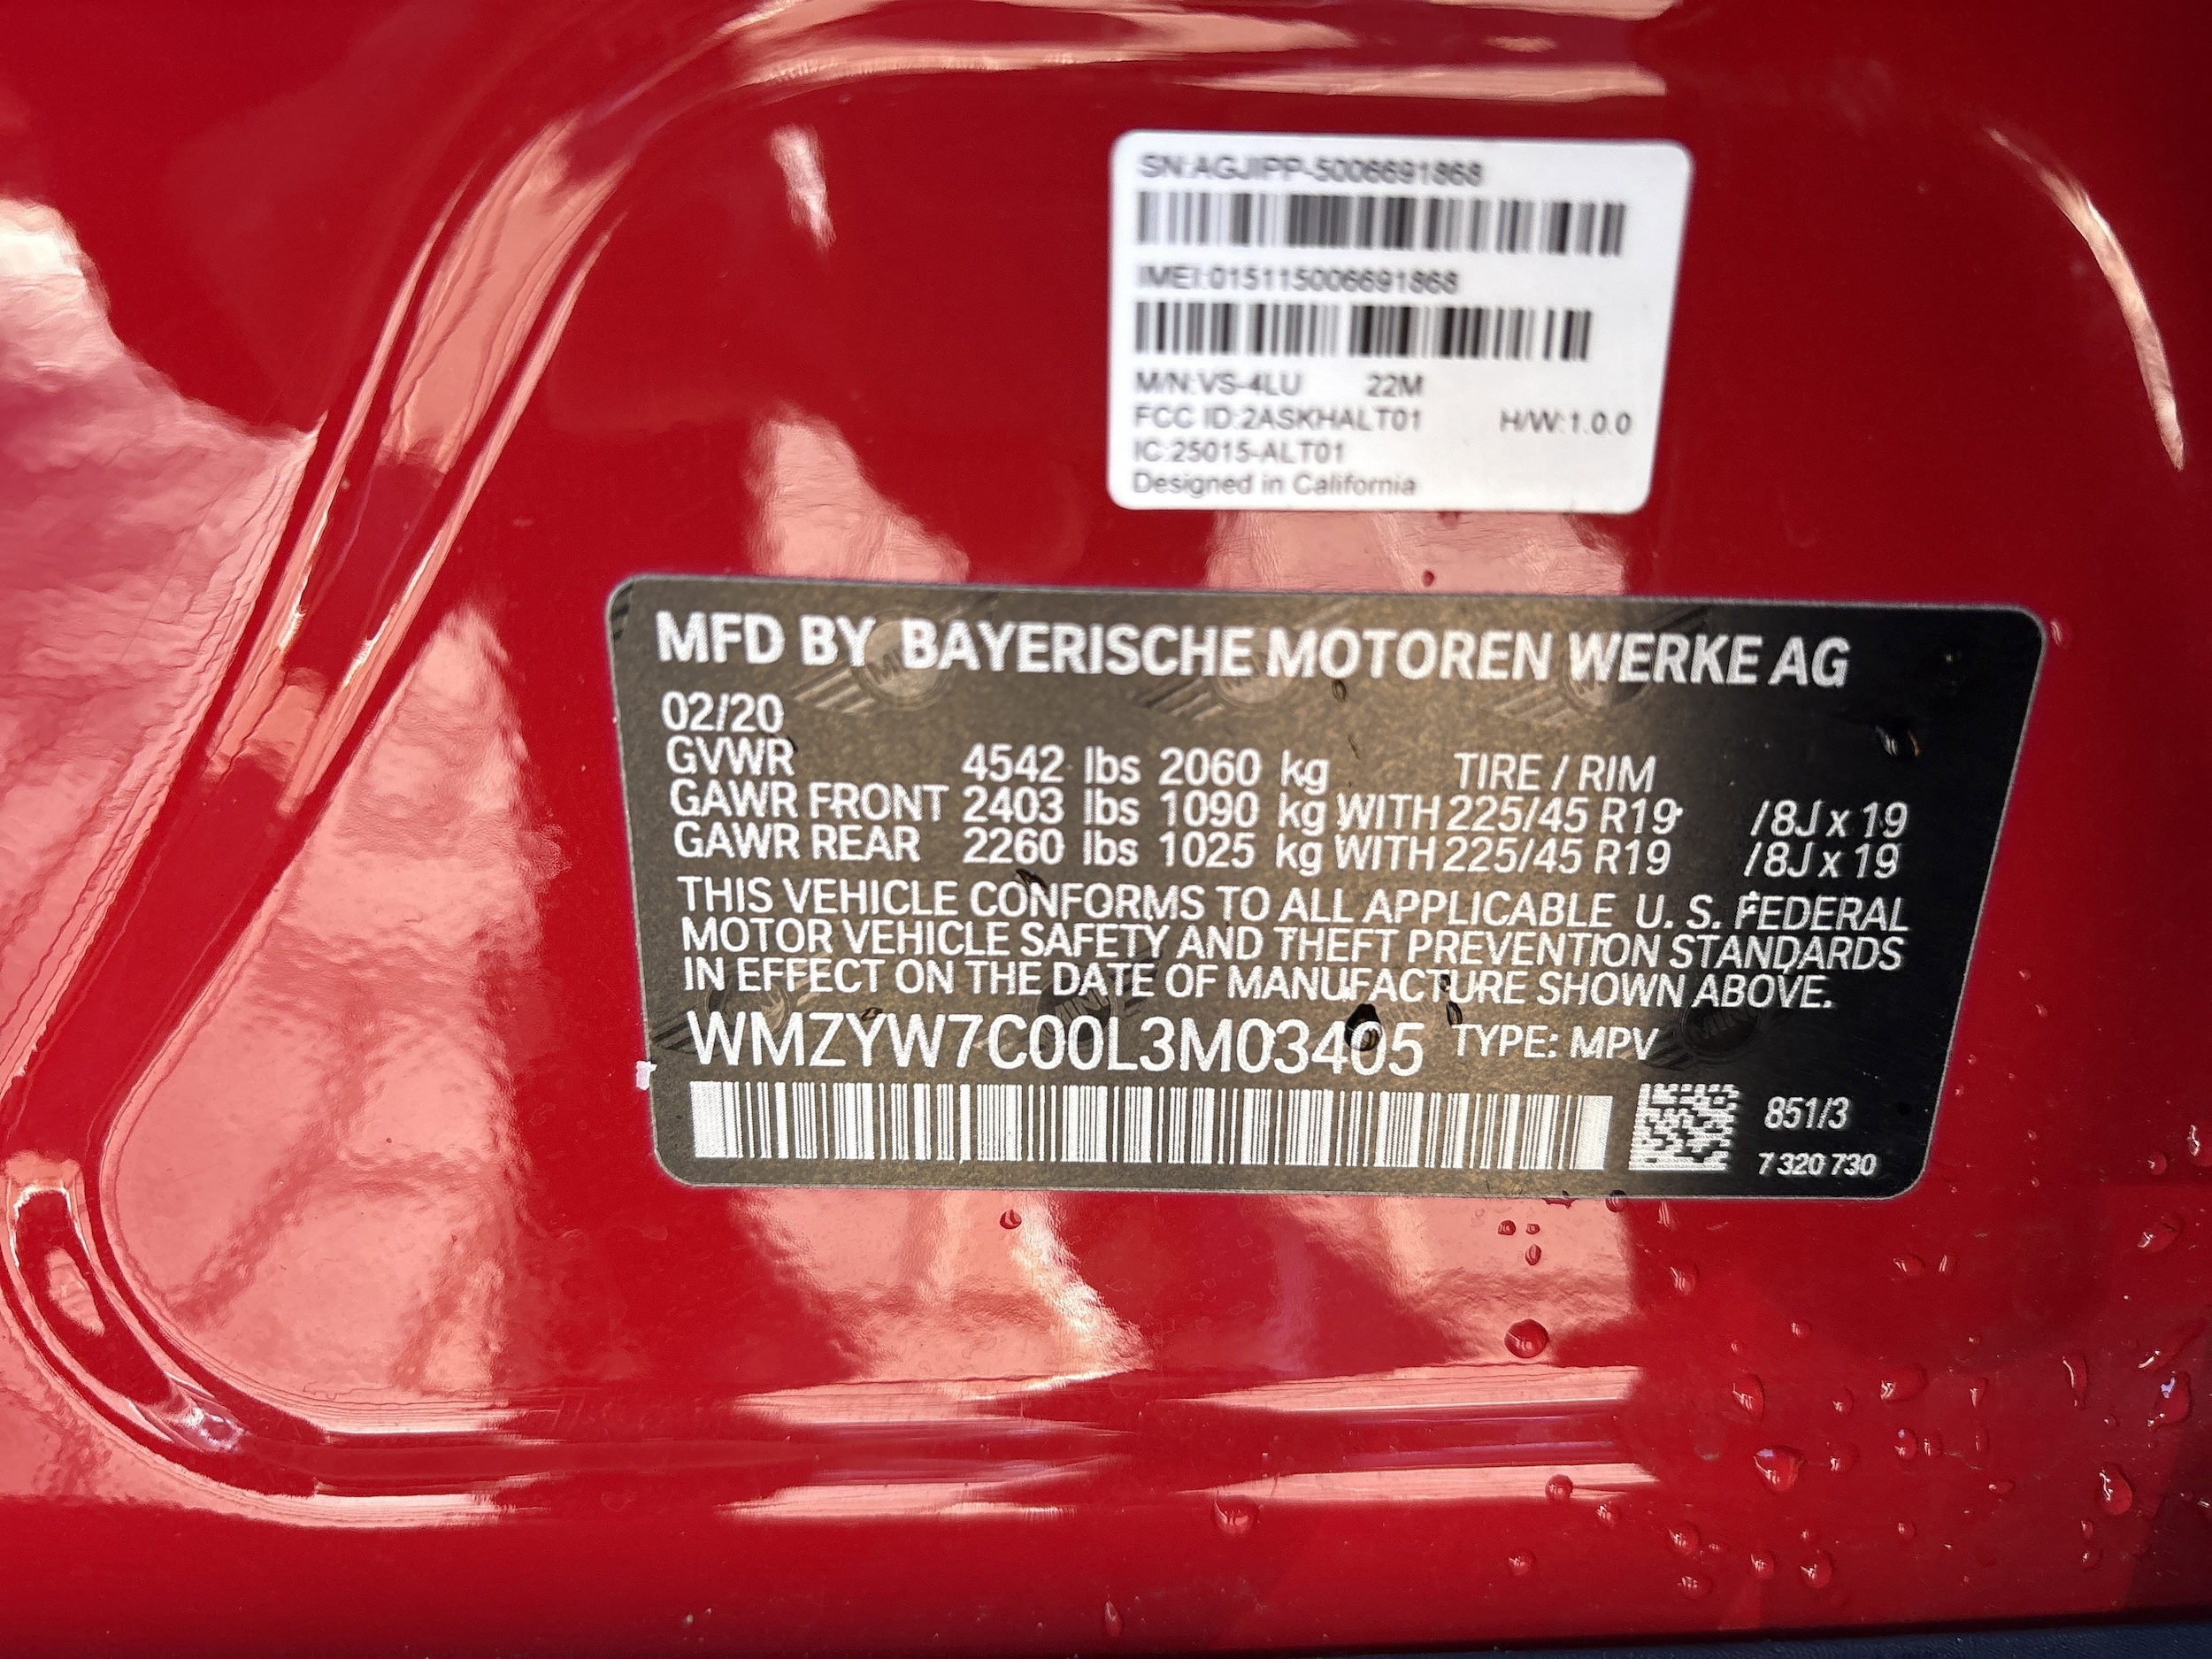 SN:AGJIPP-5006691868
IMEI:015115006691868
M/N:VS-4LU 22M
FCC ID:2ASKHALT01 H/W:1.0.0
IC:25015-ALT01
Designed in California
MFD BY BAYERISCHE MOTOREN WERKE AG
02/20
GVWR 4542 lbs 2060 kg TIRE / RIM
GAWR FRONT 2403 lbs 1090 kg WITH 225/45 R19 /8J x 19
GAWR REAR 2260 lbs 1025 kg WITH 225/45 R19 /8J x 19
THIS VEHICLE CONFORMS TO ALL APPLICABLE U. S. FEDERAL
MOTOR VEHICLE SAFETY AND THEFT PREVENTION STANDARDS
IN EFFECT ON THE DATE OF MANUFACTURE SHOWN ABOVE.
WMZYW7C00L3M03405 TYPE: MPV
851/3
7 320 730